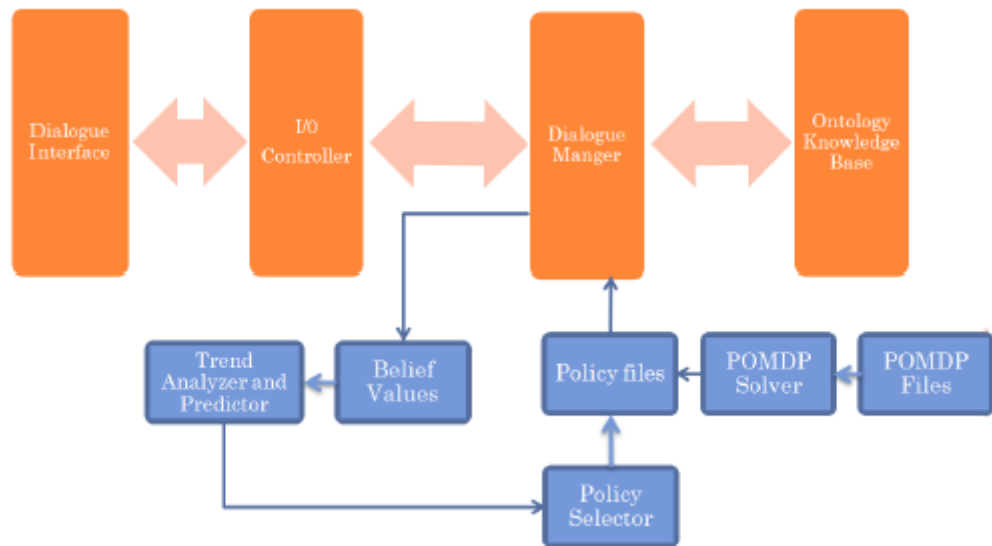 Dialogue
Interface
I/0
Controller
Dialogue
Manger
Ontology
Knowledge
Base
Trend
Analyzer and
Predictor
Belief
Values
Policy files
POMDP
Solver
POMDP
Files
Policy
Selector